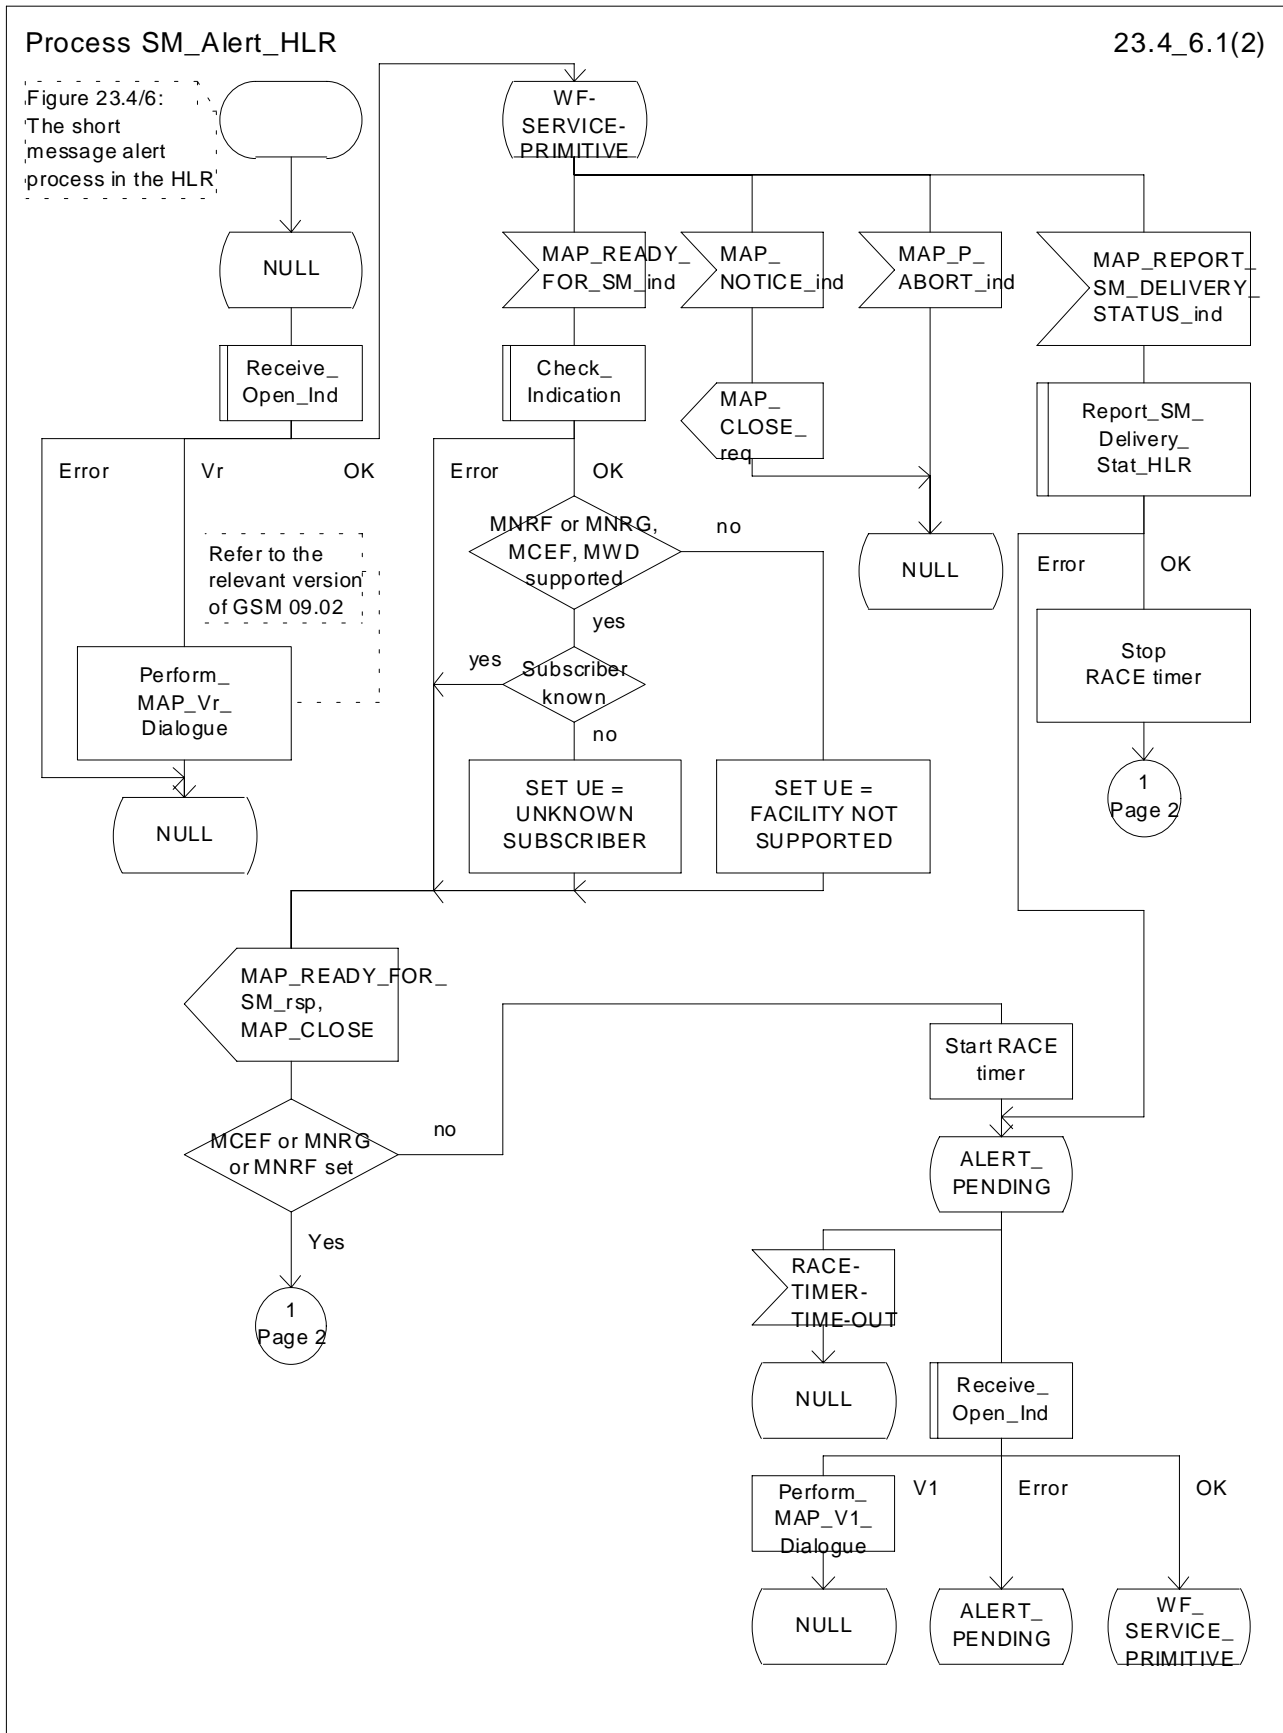 Process SM_Alert_HLR
23.4_6.1(2)
Figure 23.4/6:
The short
message alert
process in the HLR
WF-
SERVICE-
PRIMITIVE
NULL
MAP_READY_
FOR_SM_ind
MAP_
NOTICE_ind
MAP_P_
ABORT_ind
MAP_REPORT_
SM_DELIVERY_
STATUS_ind
Receive_
Open_Ind
Check_
Indication
MAP_
CLOSE_
req
Report_SM_
Delivery_
Stat_HLR
Error
Vr
OK
Error
OK
MNRF or MNRG,
MCEF, MWD
supported
no
NULL
Error
OK
Refer to the
relevant version
of GSM 09.02
yes
Stop
RACE timer
Perform_
MAP_Vr_
Dialogue
yes
Subscriber
known
no
SET UE =
UNKNOWN
SUBSCRIBER
SET UE =
FACILITY NOT
SUPPORTED
1
Page 2
NULL
MAP_READY_FOR_
SM_rsp,
MAP_CLOSE
Start RACE
timer
MCEF or MNRG
or MNRF set
no
ALERT_
PENDING
Yes
RACE-
TIMER-
TIME-OUT
1
Page 2
NULL
Receive_
Open_Ind
Perform_
MAP_V1_
Dialogue
V1
Error
OK
NULL
ALERT_
PENDING
WF_
SERVICE_
PRIMITIVE